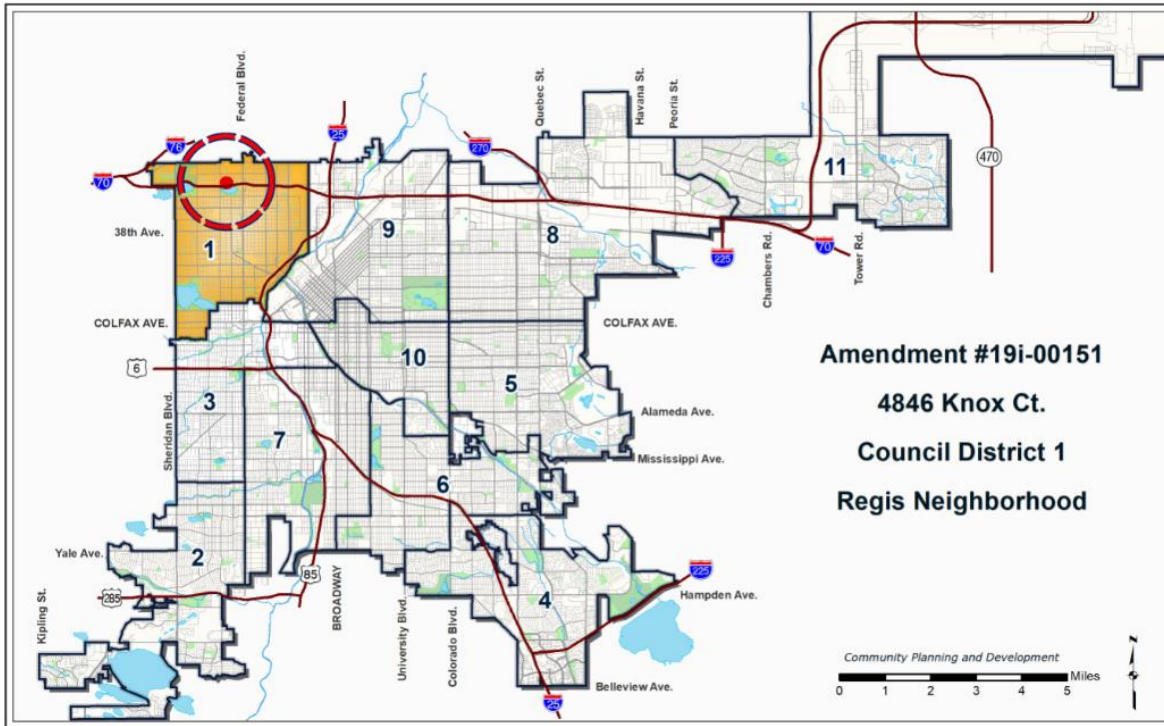 Federal Blvd.
Quebec St.
Havana St.
Peoria St.
25
76
270
70
470
11
38th Ave.
1
9
8
225
70
Chambers Rd.
Tower Rd.
COLFAX AVE.
COLFAX AVE.
6
10
5
3
Sheridan Blvd.
7
Alameda Ave.
Mississippi Ave.
6
Yale Ave.
2
85
BROADWAY
285
Kipling St.
University Blvd.
Colorado Blvd.
4
225
Hampden Ave.
25
Belleview Ave.
Amendment #19i-00151
4846 Knox Ct.
Council District 1
Regis Neighborhood
Community Planning and Development
0 1 2 3 4 5 Miles
N